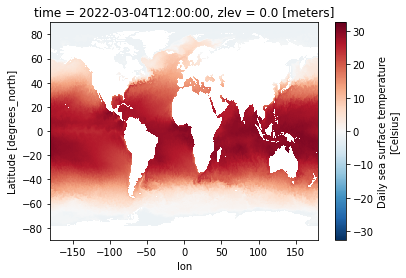 time = 2022-03-04T12:00:00, zlev = 0.0 [meters]
80
60
40
20
0
−20
−40
−60
−80
Latitude [degrees_north]
−150 −100 −50 0 50 100 150
lon
30
20
10
0
−10
−20
−30
Daily sea surface temperature
[Celsius]